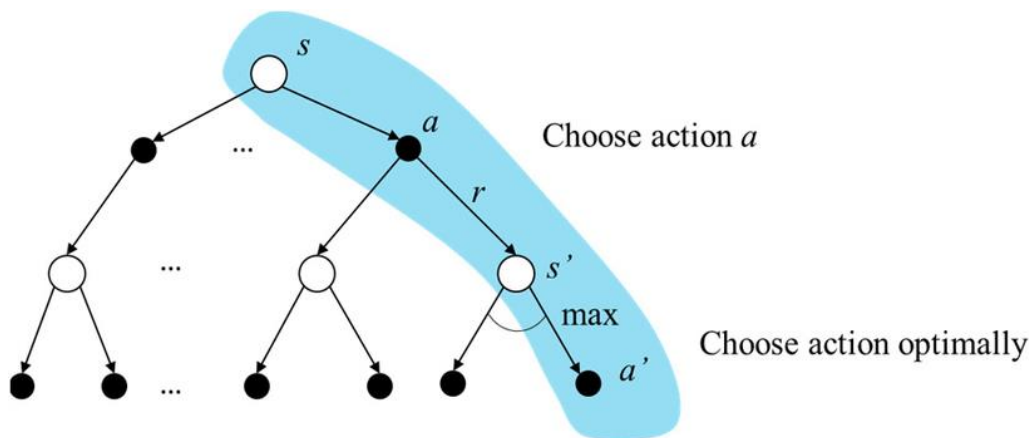 s
a
...
Choose action a
r
...
s’
max
Choose action optimally
a’
...